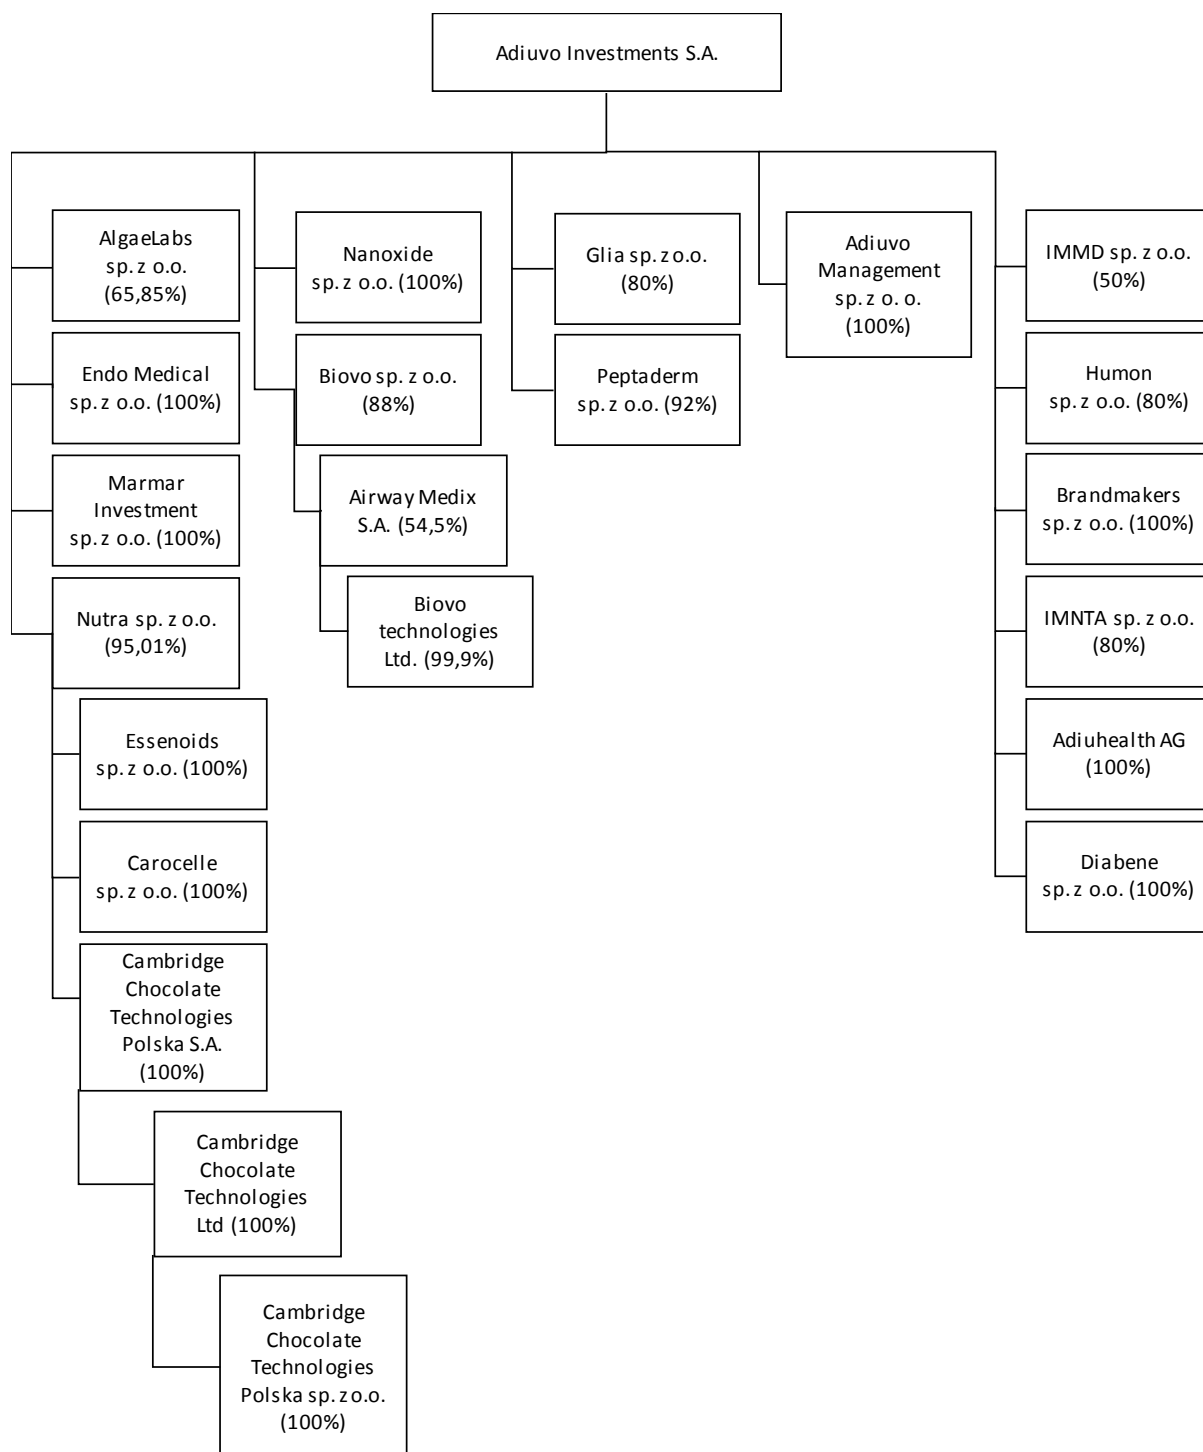 Adiuvo Investments S.A.
AlgaeLabs
sp. z o.o.
(65,85%)
Endo Medical
sp. z o.o. (100%)
Marmar
Investment
sp. z o.o. (100%)
Nutra sp. z o.o.
(95,01%)
Essenoids
sp. z o.o. (100%)
Carocelle
sp. z o.o. (100%)
Cambridge
Chocolate
Technologies
Polska S.A.
(100%)
Cambridge
Chocolate
Technologies
Ltd (100%)
Cambridge
Chocolate
Technologies
Polska sp. z o.o.
(100%)
Nanoxide
sp. z o.o. (100%)
Biovo sp. z o.o.
(88%)
Airway Medix
S.A. (54,5%)
Biovo
technologies
Ltd. (99,9%)
Glia sp. z o.o.
(80%)
Peptaderm
sp. z o.o. (92%)
Adiuvo
Management
sp. z o. o.
(100%)
IMMD sp. z o.o.
(50%)
Humon
sp. z o.o. (80%)
Brandmakers
sp. z o.o. (100%)
IMNTA sp. z o.o.
(80%)
Adiuhealth AG
(100%)
Diabene
sp. z o.o. (100%)